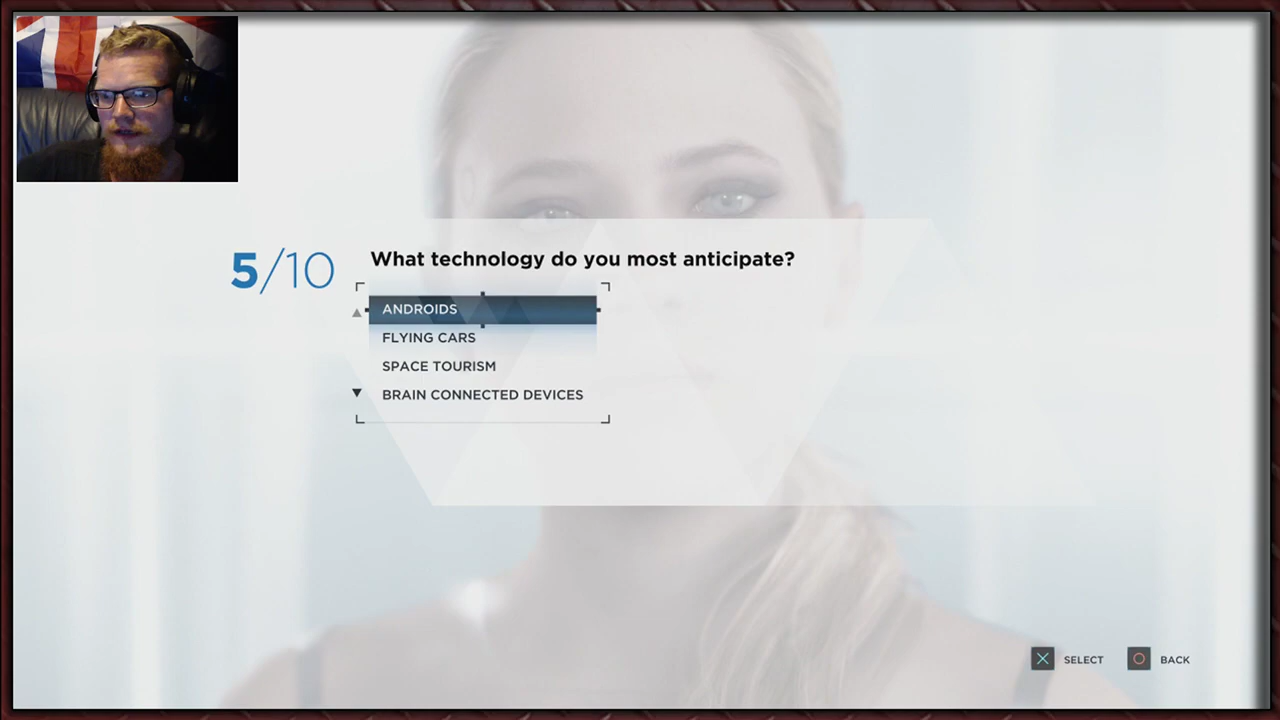 5/10
What technology do you most anticipate?
ANDROIDS
FLYING CARS
SPACE TOURISM
BRAIN CONNECTED DEVICES
SELECT
BACK